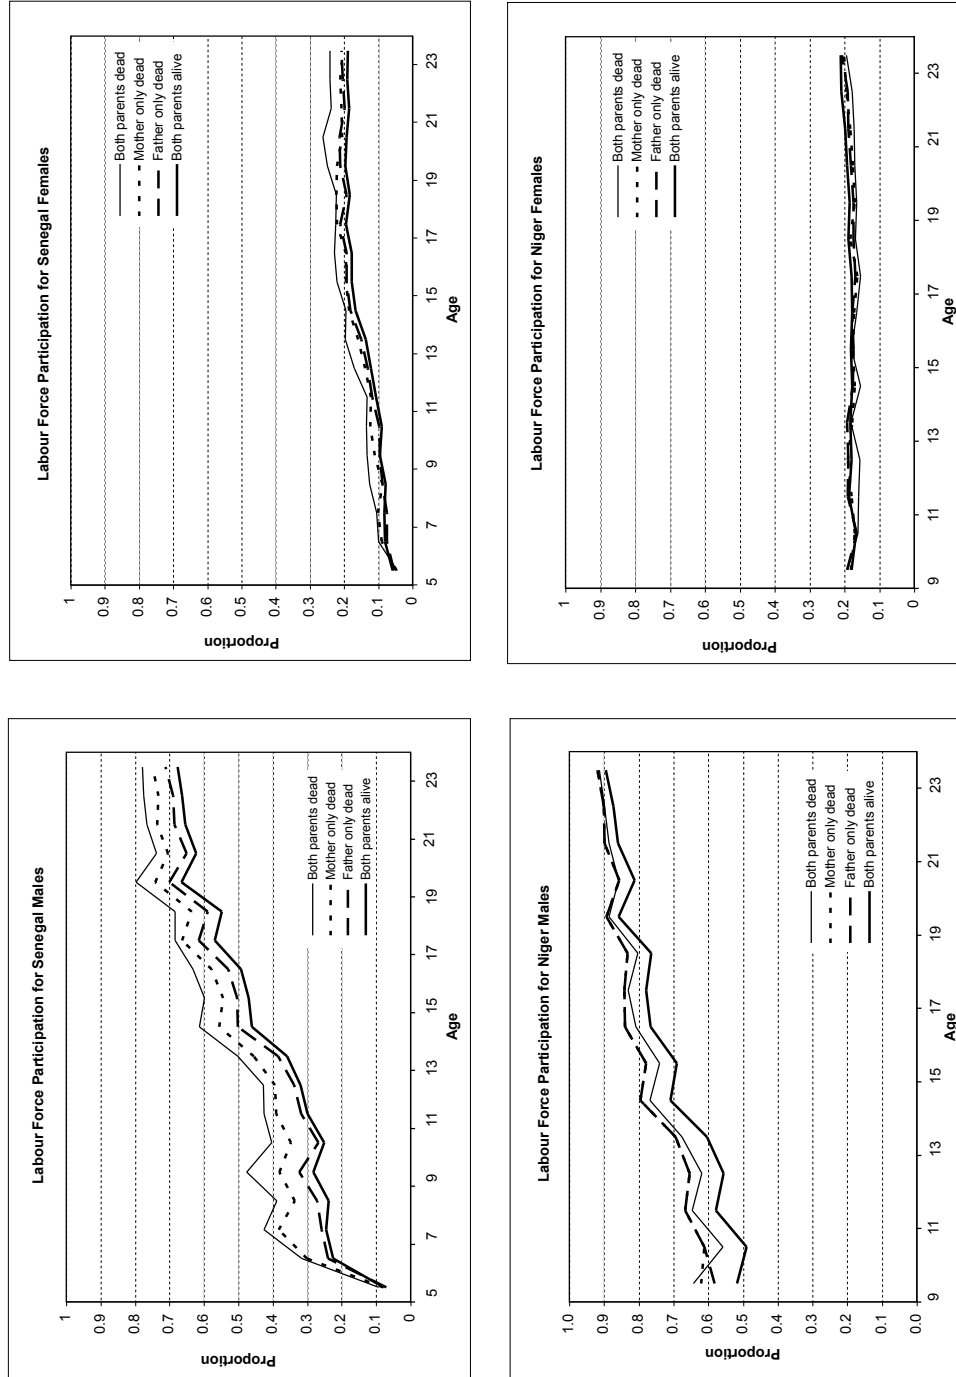 Labour Force Participation for Senegal Males
1
0.9
0.8
0.7
0.6
0.5
0.4
0.3
0.2
0.1
0
Proportion
5
7
9
11
13
15
17
19
21
23
Age
Both parents dead
Mother only dead
Father only dead
Both parents alive
Labour Force Participation for Senegal Females
1
0.9
0.8
0.7
0.6
0.5
0.4
0.3
0.2
0.1
0
Proportion
5
7
9
11
13
15
17
19
21
23
Age
Both parents dead
Mother only dead
Father only dead
Both parents alive
Labour Force Participation for Niger Males
1.0
0.9
0.8
0.7
0.6
0.5
0.4
0.3
0.2
0.1
0.0
Proportion
9
11
13
15
17
19
21
23
Age
Both parents dead
Mother only dead
Father only dead
Both parents alive
Labour Force Participation for Niger Females
1
0.9
0.8
0.7
0.6
0.5
0.4
0.3
0.2
0.1
0
Proportion
9
11
13
15
17
19
21
23
Age
Both parents dead
Mother only dead
Father only dead
Both parents alive